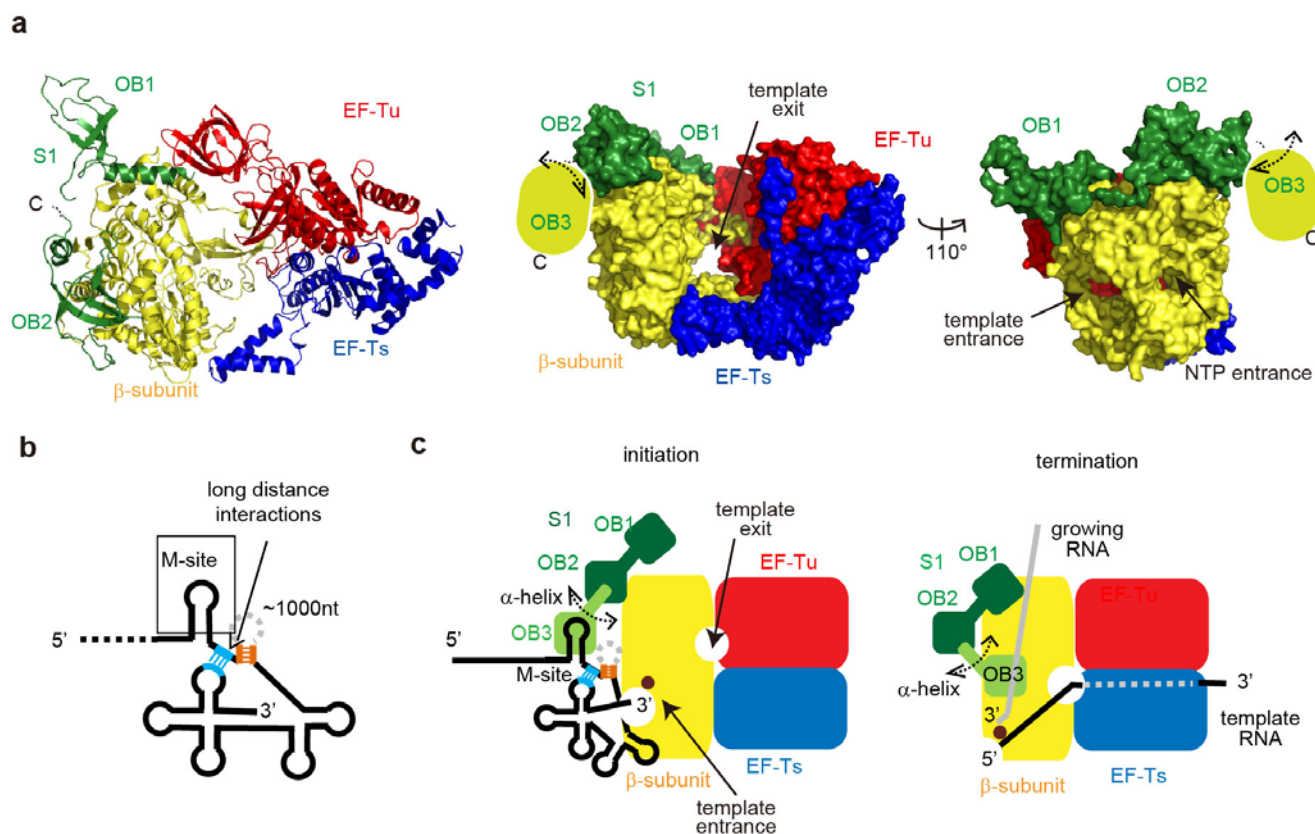 a
OB1
S1
C
OB2
β-subunit
EF-Tu
EF-Ts
S1
OB2
OB1
template
exit
EF-Tu
OB3
C
β-subunit
EF-Ts
110°
OB2
OB1
OB3
C
template
entrance
NTP entrance
b
long distance
interactions
M-site
~1000nt
5’
3’
c
initiation
S1
OB1
OB2
template
exit
EF-Tu
α-helix
OB3
5’
M-site
3’
EF-Ts
β-subunit
template
entrance
termination
growing
RNA
S1
OB1
OB2
EF-Tu
α-helix
OB3
3’
3’
5’
template
RNA
β-subunit
EF-Ts